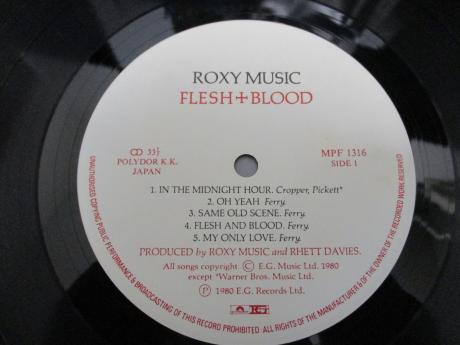 ROXY MUSIC
FLESH+BLOOD
33⅓
POLYDOR K.K.
JAPAN
MPF 1316
SIDE 1
1. IN THE MIDNIGHT HOUR. Cropper, Pickett*
2. OH YEAH Ferry.
3. SAME OLD SCENE. Ferry.
4. FLESH AND BLOOD. Ferry.
5. MY ONLY LOVE. Ferry.
PRODUCED by ROXY MUSIC and RHETT DAVIES.
All songs copyright Ⓒ E.G. Music Ltd. 1980
except *Warner Bros. Music Ltd.
Ⓟ 1980 E.G. Records Ltd.
UNAUTHORISED COPYING PUBLIC PERFORMANCE & BROADCASTING OF THIS RECORD PROHIBITED·ALL RIGHTS OF THE MANUFACTURER & OF THE OWNER OF THE RECORDED WORK RESERVED